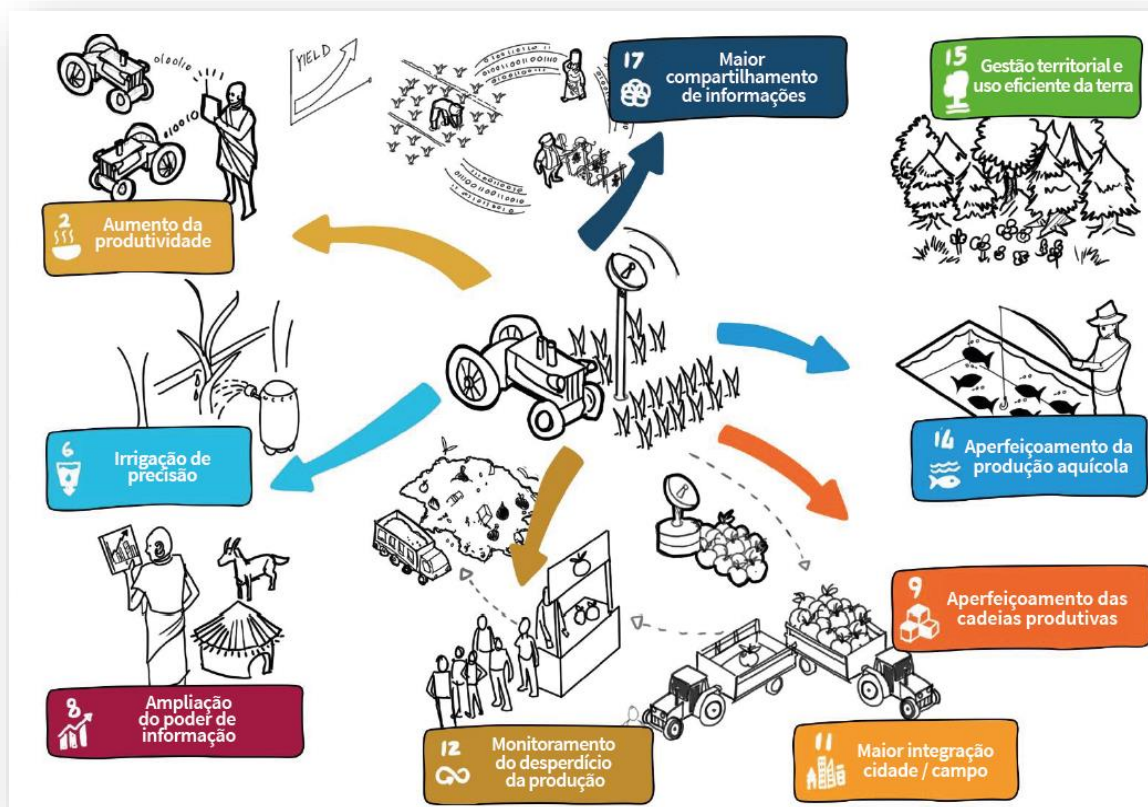 YIELD
17
Maior
compartilhamento
de informações
15
Gestão territorial e
uso eficiente da terra
2
Aumento da
produtividade
6
Irrigação de
precisão
14
Aperfeiçoamento da
produção aquícola
9
Aperfeiçoamento das
cadeias produtivas
8
Ampliação
do poder de
informação
12
Monitoramento
do desperdício
da produção
11
Maior integração
cidade / campo